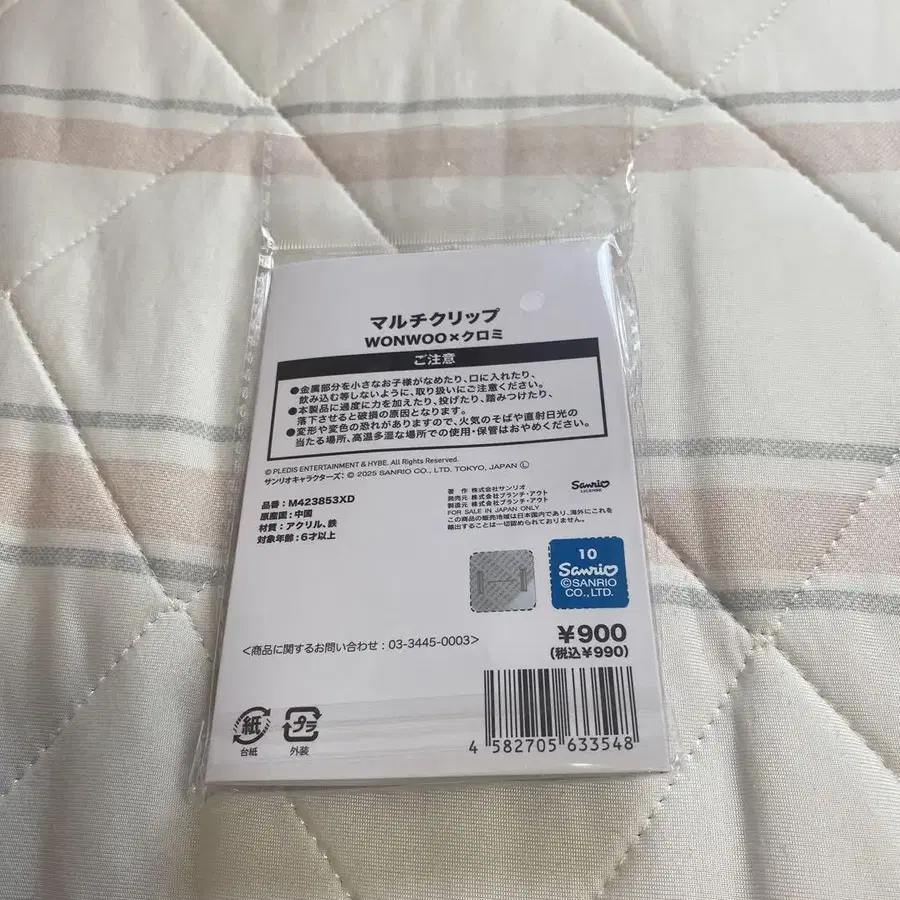 マルチクリップ
WONWOO×クロミ
ご注意
●金属部分を小さなお子様がなめたり、口に入れたり、
飲み込む等しないように、取り扱いにご注意ください。
●本製品に過度に力を加えたり、投げたり、踏みつけたり、
落下させると破損の原因となります。
●変形や変色の恐れがありますので、火気のそばや直射日光の
当たる場所、高温多湿な場所での使用・保管はおやめください。
© PLEDIS ENTERTAINMENT & HYBE. All Rights Reserved.
サンリオキャラクターズ: © 2025 SANRIO CO., LTD. TOKYO, JAPAN Ⓛ
品番:M423853XD
原産国:中国
材質:アクリル、鉄
対象年齢:6才以上
著 作 株式会社サンリオ
発売元 株式会社ブランチ・アウト
製造元 株式会社ブランチ・アウト
FOR SALE IN JAPAN ONLY
この商品の販売地域は日本国内であり、海外にこれを
輸出することは一切認められておりません。
Sanrio
LICENSE
10
Sanrio
©SANRIO
CO., LTD.
¥900
(税込¥990)
<商品に関するお問い合わせ:03-3445-0003>
紙
台紙
プラ
外装
4 582705 633548